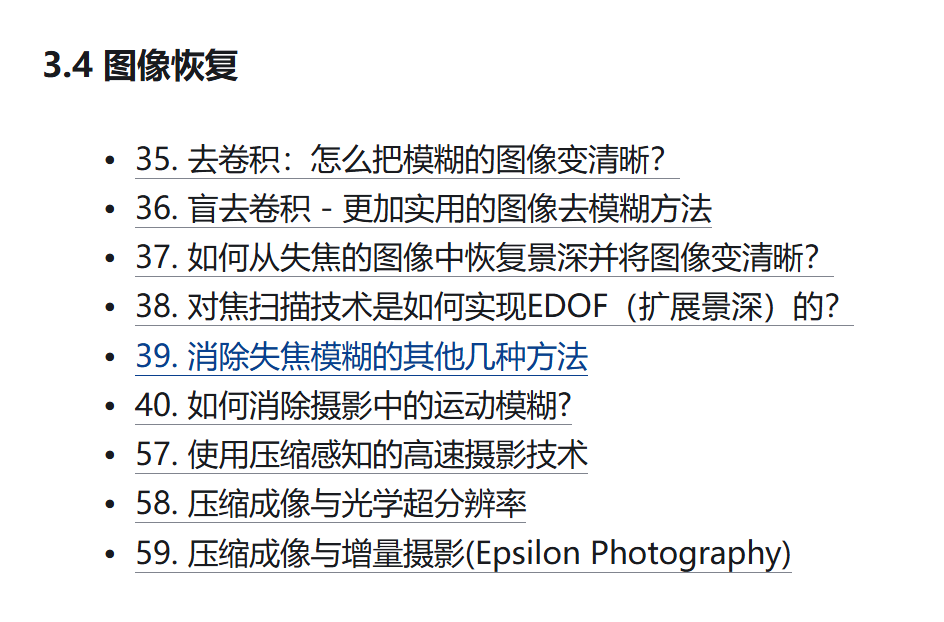 3.4 图像恢复
• 35. 去卷积：怎么把模糊的图像变清晰？
• 36. 盲去卷积 - 更加实用的图像去模糊方法
• 37. 如何从失焦的图像中恢复景深并将图像变清晰？
• 38. 对焦扫描技术是如何实现EDOF（扩展景深）的？
• 39. 消除失焦模糊的其他几种方法
• 40. 如何消除摄影中的运动模糊?
• 57. 使用压缩感知的高速摄影技术
• 58. 压缩成像与光学超分辨率
• 59. 压缩成像与增量摄影(Epsilon Photography)